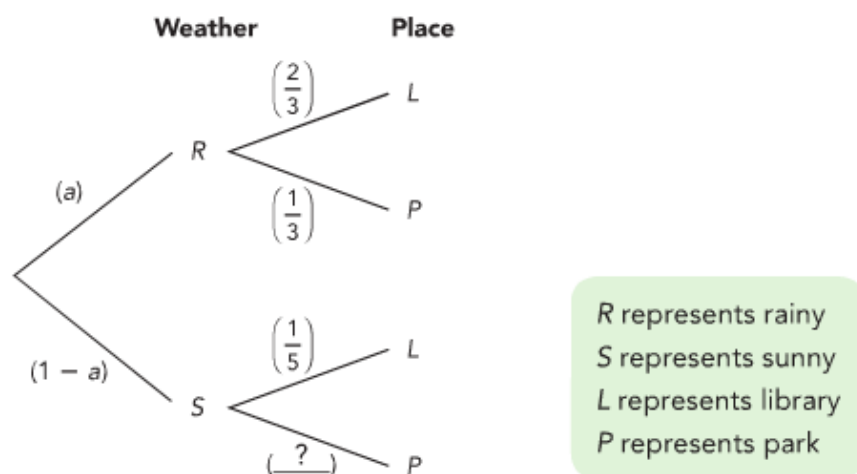 Weather Place
(2/3) L
R
(a)
(1/3) P
(1/5) L
(1 − a)
S
(?) P
R represents rainy
S represents sunny
L represents library
P represents park